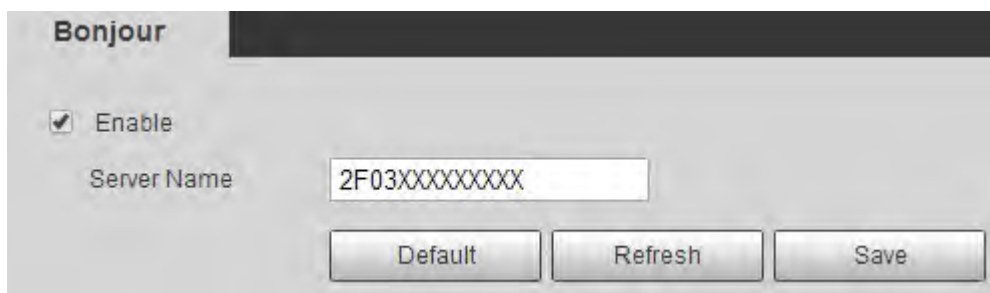 Bonjour
Enable
Server Name 2F03XXXXXXXXX
Default Refresh Save